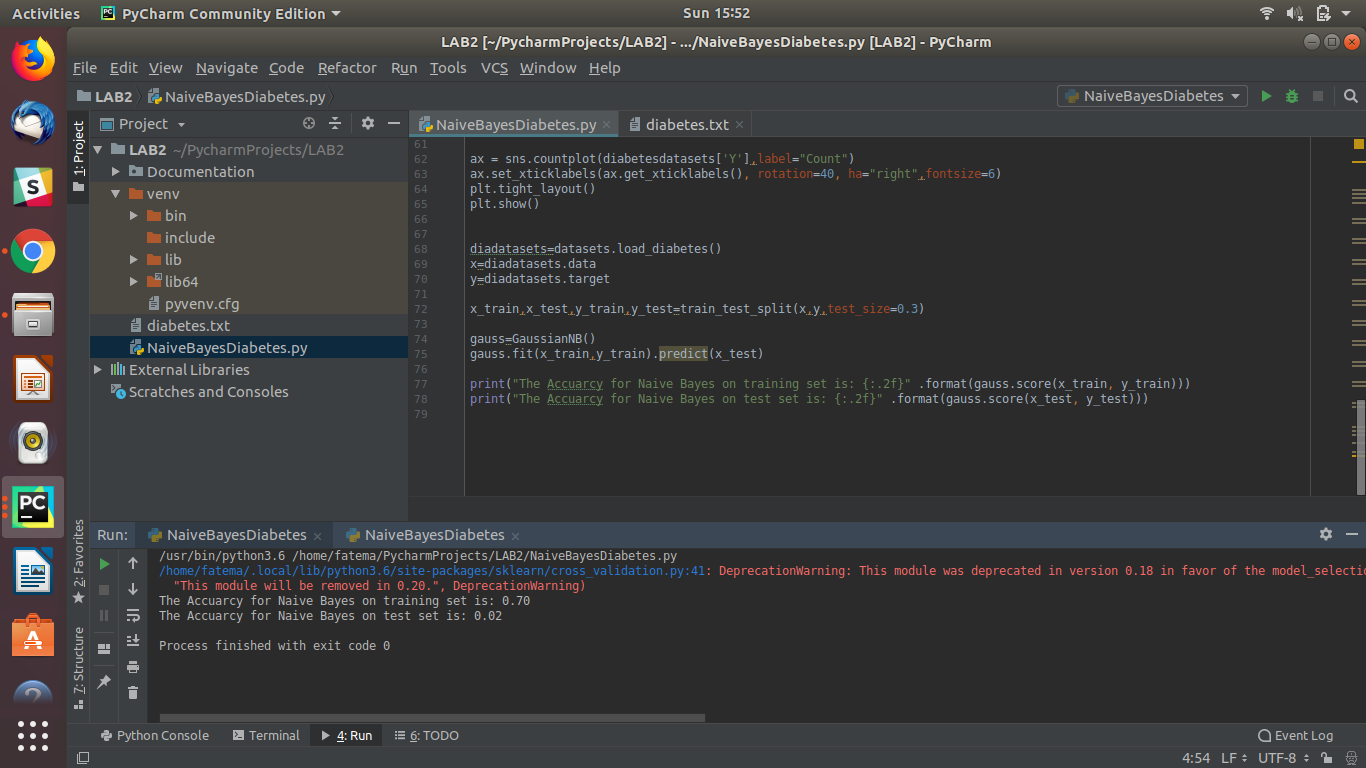 Activities
PyCharm Community Edition
Sun 15:52
LAB2 [~/PycharmProjects/LAB2] - .../NaiveBayesDiabetes.py [LAB2] - PyCharm
File Edit View Navigate Code Refactor Run Tools VCS Window Help
LAB2 NaiveBayesDiabetes.py
NaiveBayesDiabetes
1: Project
Project
LAB2 ~/PycharmProjects/LAB2
Documentation
venv
bin
include
lib
lib64
pyvenv.cfg
diabetes.txt
NaiveBayesDiabetes.py
External Libraries
Scratches and Consoles
NaiveBayesDiabetes.py
diabetes.txt
61
62 ax = sns.countplot(diabetesdatasets['Y'],label="Count")
63 ax.set_xticklabels(ax.get_xticklabels(), rotation=40, ha="right",fontsize=6)
64 plt.tight_layout()
65 plt.show()
66
67
68 diadatasets=datasets.load_diabetes()
69 x=diadatasets.data
70 y=diadatasets.target
71
72 x_train,x_test,y_train,y_test=train_test_split(x,y,test_size=0.3)
73
74 gauss=GaussianNB()
75 gauss.fit(x_train,y_train).predict(x_test)
76
77 print("The Accuarcy for Naive Bayes on training set is: {:.2f}" .format(gauss.score(x_train, y_train)))
78 print("The Accuarcy for Naive Bayes on test set is: {:.2f}" .format(gauss.score(x_test, y_test)))
79
Run: NaiveBayesDiabetes NaiveBayesDiabetes
/usr/bin/python3.6 /home/fatema/PycharmProjects/LAB2/NaiveBayesDiabetes.py
/home/fatema/.local/lib/python3.6/site-packages/sklearn/cross_validation.py:41: DeprecationWarning: This module was deprecated in version 0.18 in favor of the model_selectio
"This module will be removed in 0.20.", DeprecationWarning)
The Accuarcy for Naive Bayes on training set is: 0.70
The Accuarcy for Naive Bayes on test set is: 0.02
Process finished with exit code 0
2: Favorites
7: Structure
Python Console
Terminal
4: Run
6: TODO
Event Log
4:54 LF UTF-8
S
PC
A
?